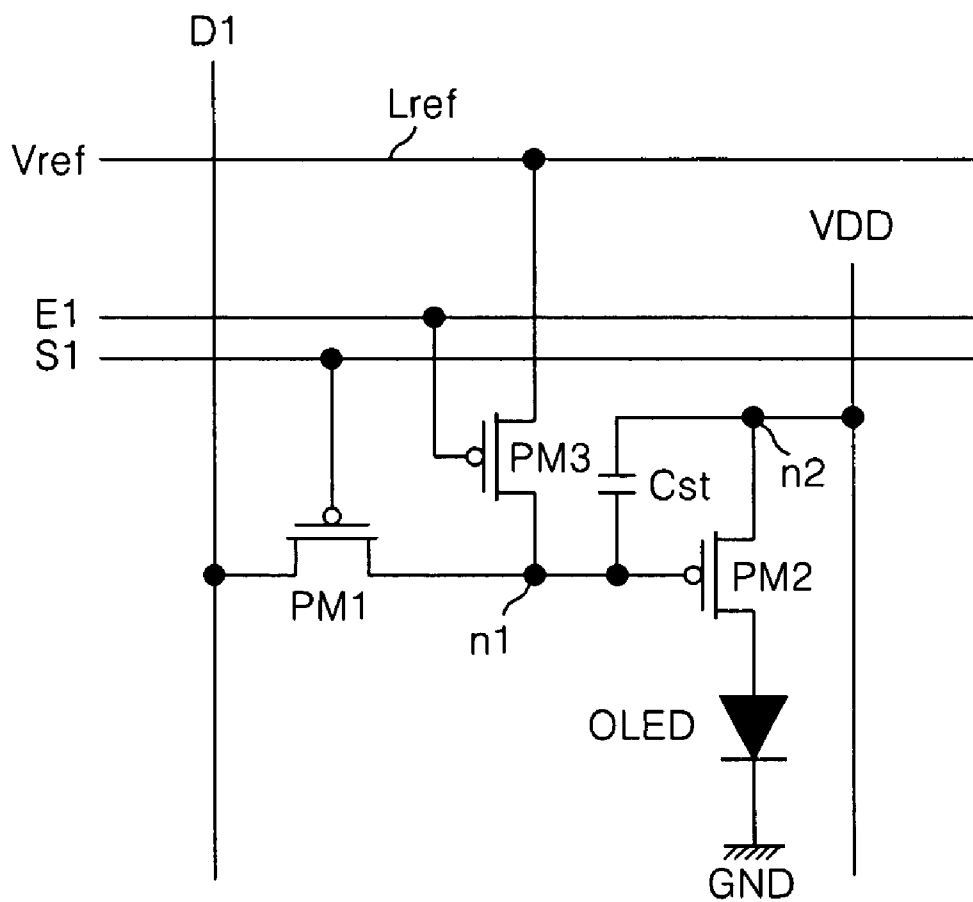 D1
Lref
Vref
VDD
E1
S1
PM3
Cst
n2
PM2
PM1
n1
OLED
GND